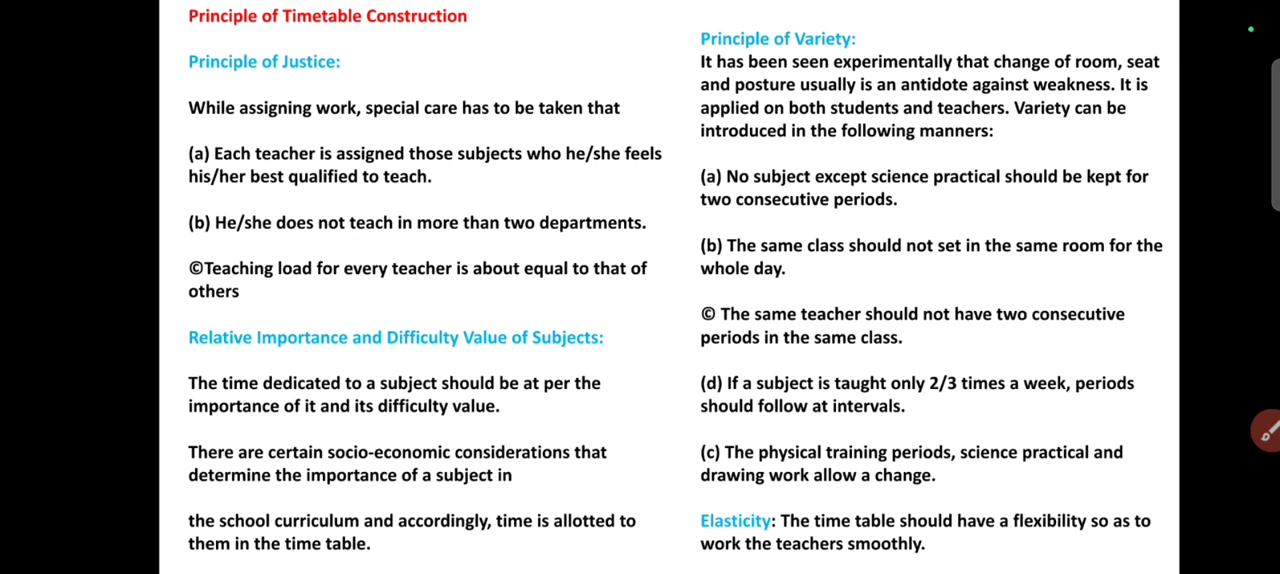 Principle of Timetable Construction
Principle of Justice:
While assigning work, special care has to be taken that
(a) Each teacher is assigned those subjects who he/she feels
his/her best qualified to teach.
(b) He/she does not teach in more than two departments.
©Teaching load for every teacher is about equal to that of
others
Relative Importance and Difficulty Value of Subjects:
The time dedicated to a subject should be at per the
importance of it and its difficulty value.
There are certain socio-economic considerations that
determine the importance of a subject in
the school curriculum and accordingly, time is allotted to
them in the time table.
Principle of Variety:
It has been seen experimentally that change of room, seat
and posture usually is an antidote against weakness. It is
applied on both students and teachers. Variety can be
introduced in the following manners:
(a) No subject except science practical should be kept for
two consecutive periods.
(b) The same class should not set in the same room for the
whole day.
© The same teacher should not have two consecutive
periods in the same class.
(d) If a subject is taught only 2/3 times a week, periods
should follow at intervals.
(c) The physical training periods, science practical and
drawing work allow a change.
Elasticity: The time table should have a flexibility so as to
work the teachers smoothly.